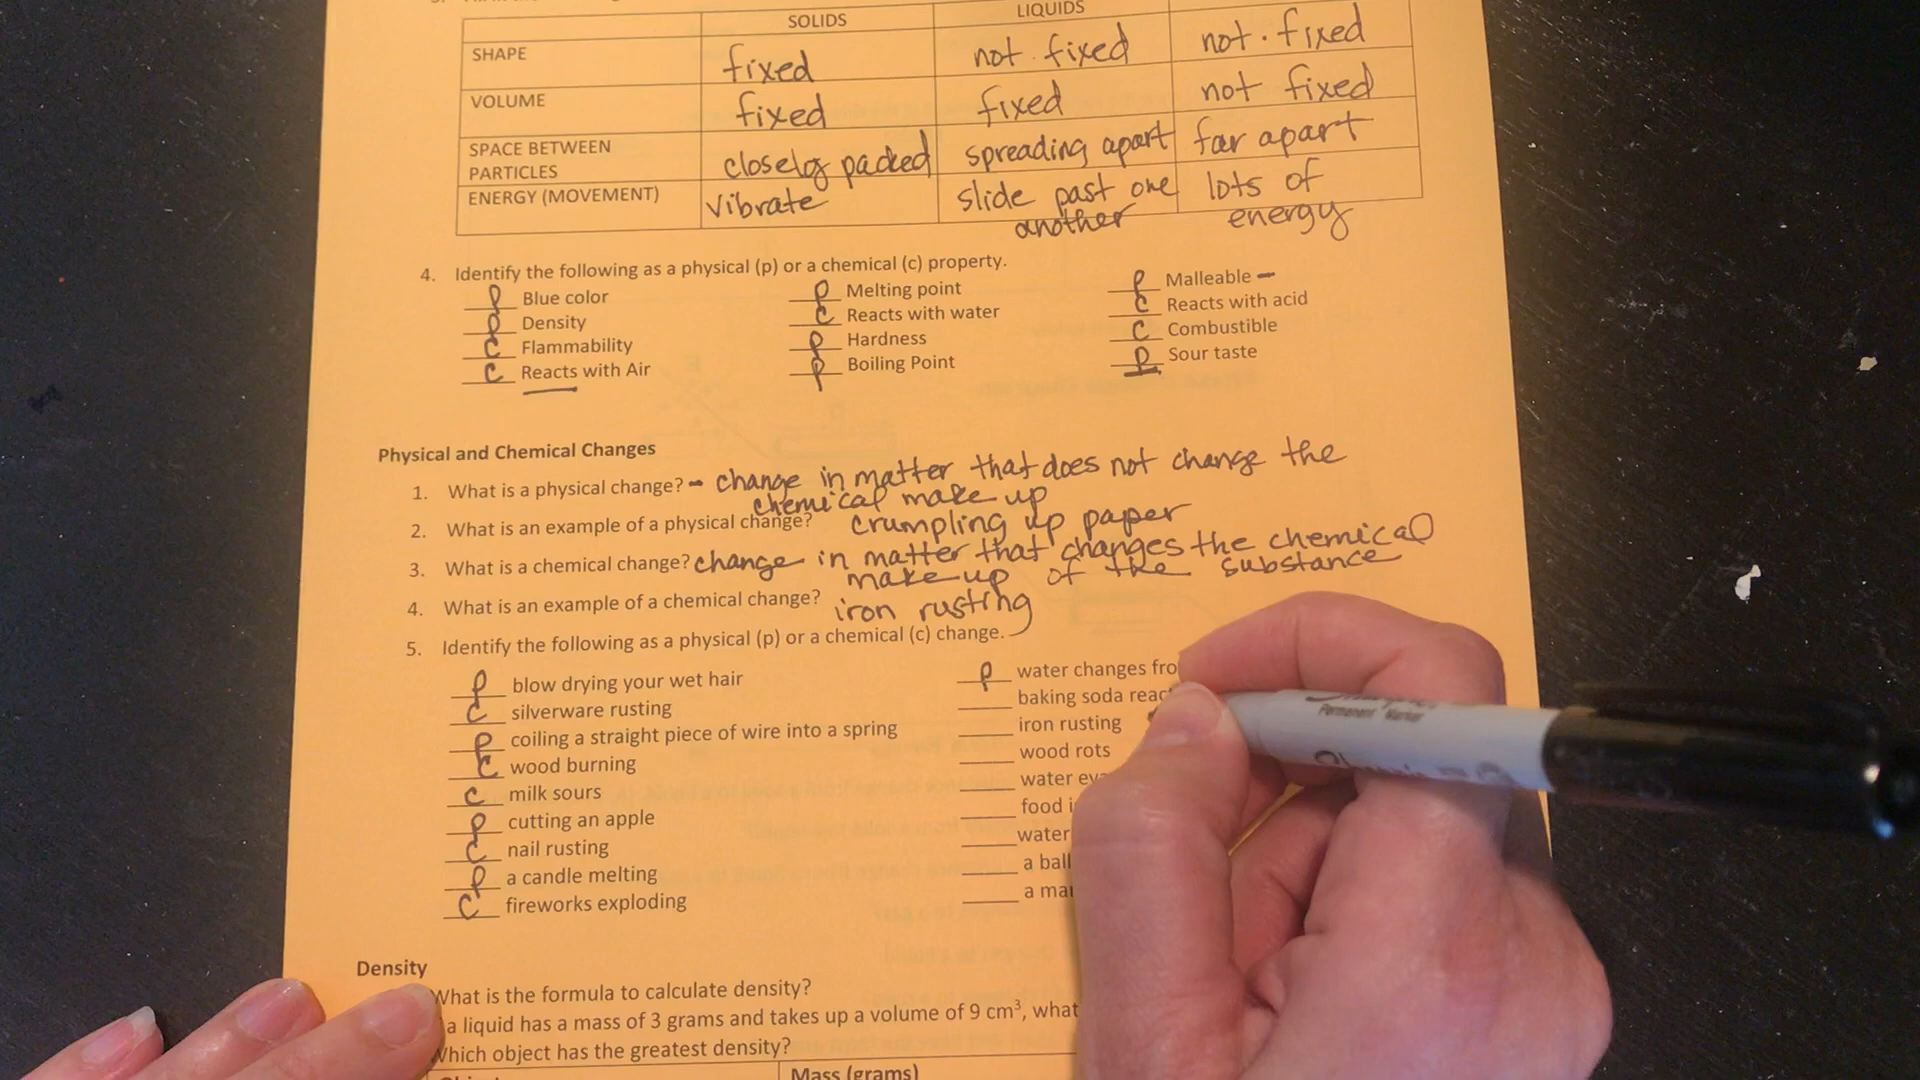 SOLIDS LIQUIDS
SHAPE fixed not fixed not fixed
VOLUME fixed fixed not fixed
SPACE BETWEEN
PARTICLES closely packed spreading apart far apart
ENERGY (MOVEMENT) vibrate slide past one lots of
another energy
4. Identify the following as a physical (p) or a chemical (c) property.
p Blue color p Melting point p Malleable -
p Density c Reacts with water c Reacts with acid
c Flammability p Hardness c Combustible
c Reacts with Air p Boiling Point p Sour taste
Physical and Chemical Changes
1. What is a physical change? - change in matter that does not change the
chemical make up
2. What is an example of a physical change? crumpling up paper
3. What is a chemical change? change in matter that changes the chemical
make up of the substance
4. What is an example of a chemical change? iron rusting
5. Identify the following as a physical (p) or a chemical (c) change.
p blow drying your wet hair p water changes fro
c silverware rusting baking soda reac
p coiling a straight piece of wire into a spring iron rusting
c wood burning wood rots
c milk sours water eva
p cutting an apple food i
c nail rusting water
p a candle melting a ball
c fireworks exploding a ma
Permanent Marker
Density
What is the formula to calculate density?
a liquid has a mass of 3 grams and takes up a volume of 9 cm³, what
Which object has the greatest density?
Mass (grams)